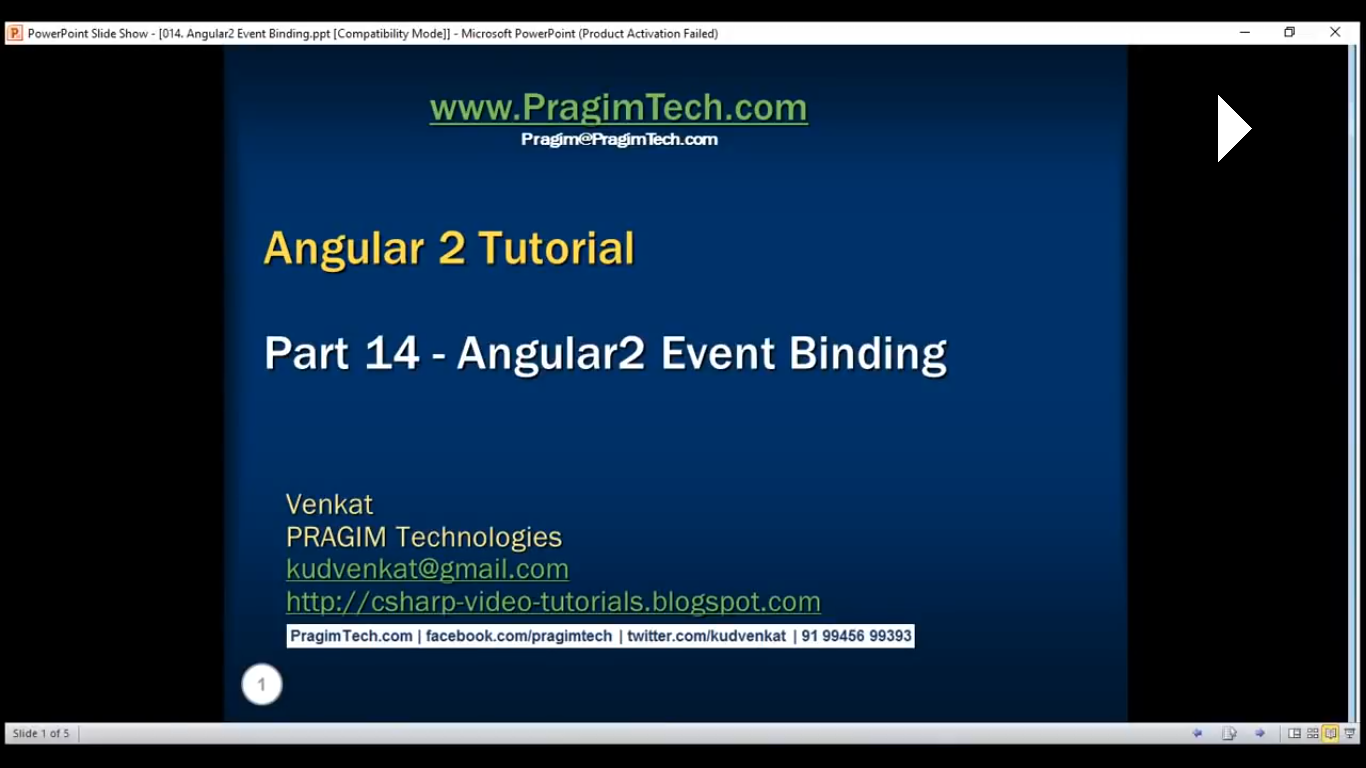 PowerPoint Slide Show - [014. Angular2 Event Binding.ppt [Compatibility Mode]] - Microsoft PowerPoint (Product Activation Failed)
www.PragimTech.com
Pragim@PragimTech.com
Angular 2 Tutorial
Part 14 - Angular2 Event Binding
Venkat
PRAGIM Technologies
kudvenkat@gmail.com
http://csharp-video-tutorials.blogspot.com
PragimTech.com | facebook.com/pragimtech | twitter.com/kudvenkat | 91 99456 99393
1
Slide 1 of 5